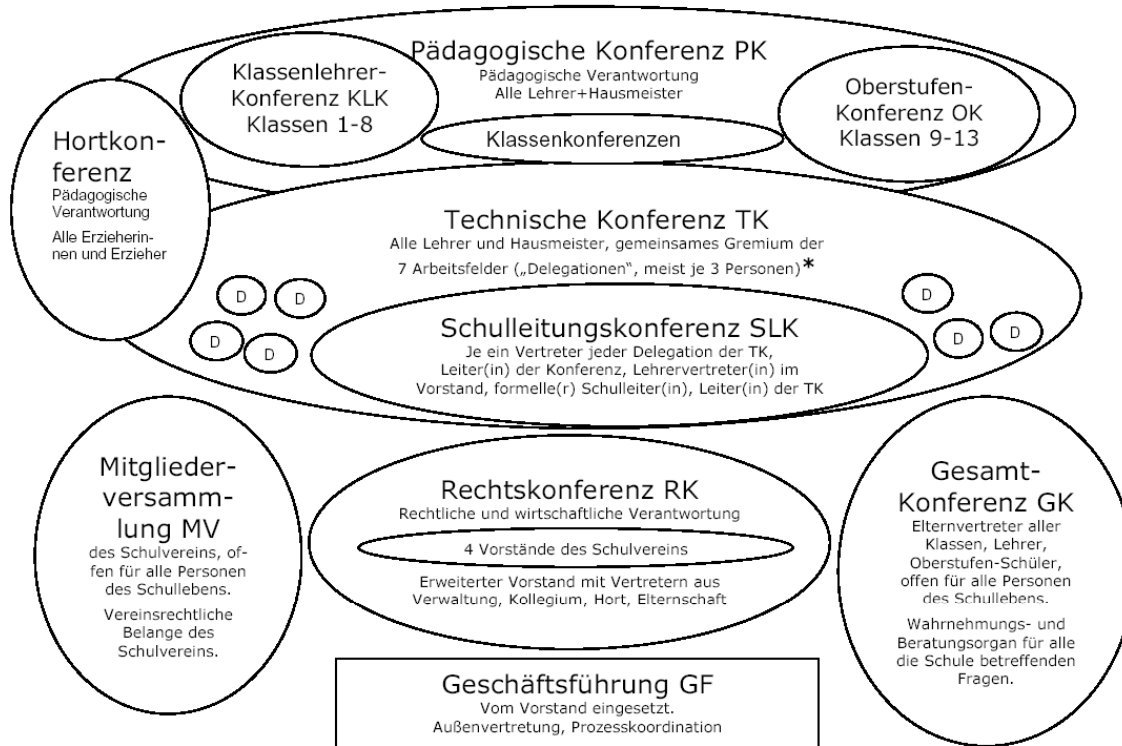 Pädagogische Konferenz PK
Pädagogische Verantwortung
Alle Lehrer+Hausmeister
Klassenlehrer-
Konferenz KLK
Klassen 1-8
Klassenkonferenzen
Oberstufen-
Konferenz OK
Klassen 9-13
Hortkon-
ferenz
Pädagogische
Verantwortung
Alle Erzieherin-
nen und Erzieher
Technische Konferenz TK
Alle Lehrer und Hausmeister, gemeinsames Gremium der
7 Arbeitsfelder („Delegationen“, meist je 3 Personen)*
D
D
D
D
D
D
D
Schulleitungskonferenz SLK
Je ein Vertreter jeder Delegation der TK,
Leiter(in) der Konferenz, Lehrervertreter(in) im
Vorstand, formelle(r) Schulleiter(in), Leiter(in) der TK
Mitglieder-
versamm-
lung MV
des Schulvereins, of-
fen für alle Personen
des Schullebens.
Vereinsrechtliche
Belange des
Schulvereins.
Rechtskonferenz RK
Rechtliche und wirtschaftliche Verantwortung
4 Vorstände des Schulvereins
Erweiterter Vorstand mit Vertretern aus
Verwaltung, Kollegium, Hort, Elternschaft
Gesamt-
Konferenz GK
Elternvertreter aller
Klassen, Lehrer,
Oberstufen-Schüler,
offen für alle Personen
des Schullebens.
Wahrnehmungs- und
Beratungsorgan für alle
die Schule betreffenden
Fragen.
Geschäftsführung GF
Vom Vorstand eingesetzt.
Außenvertretung, Prozesskoordination